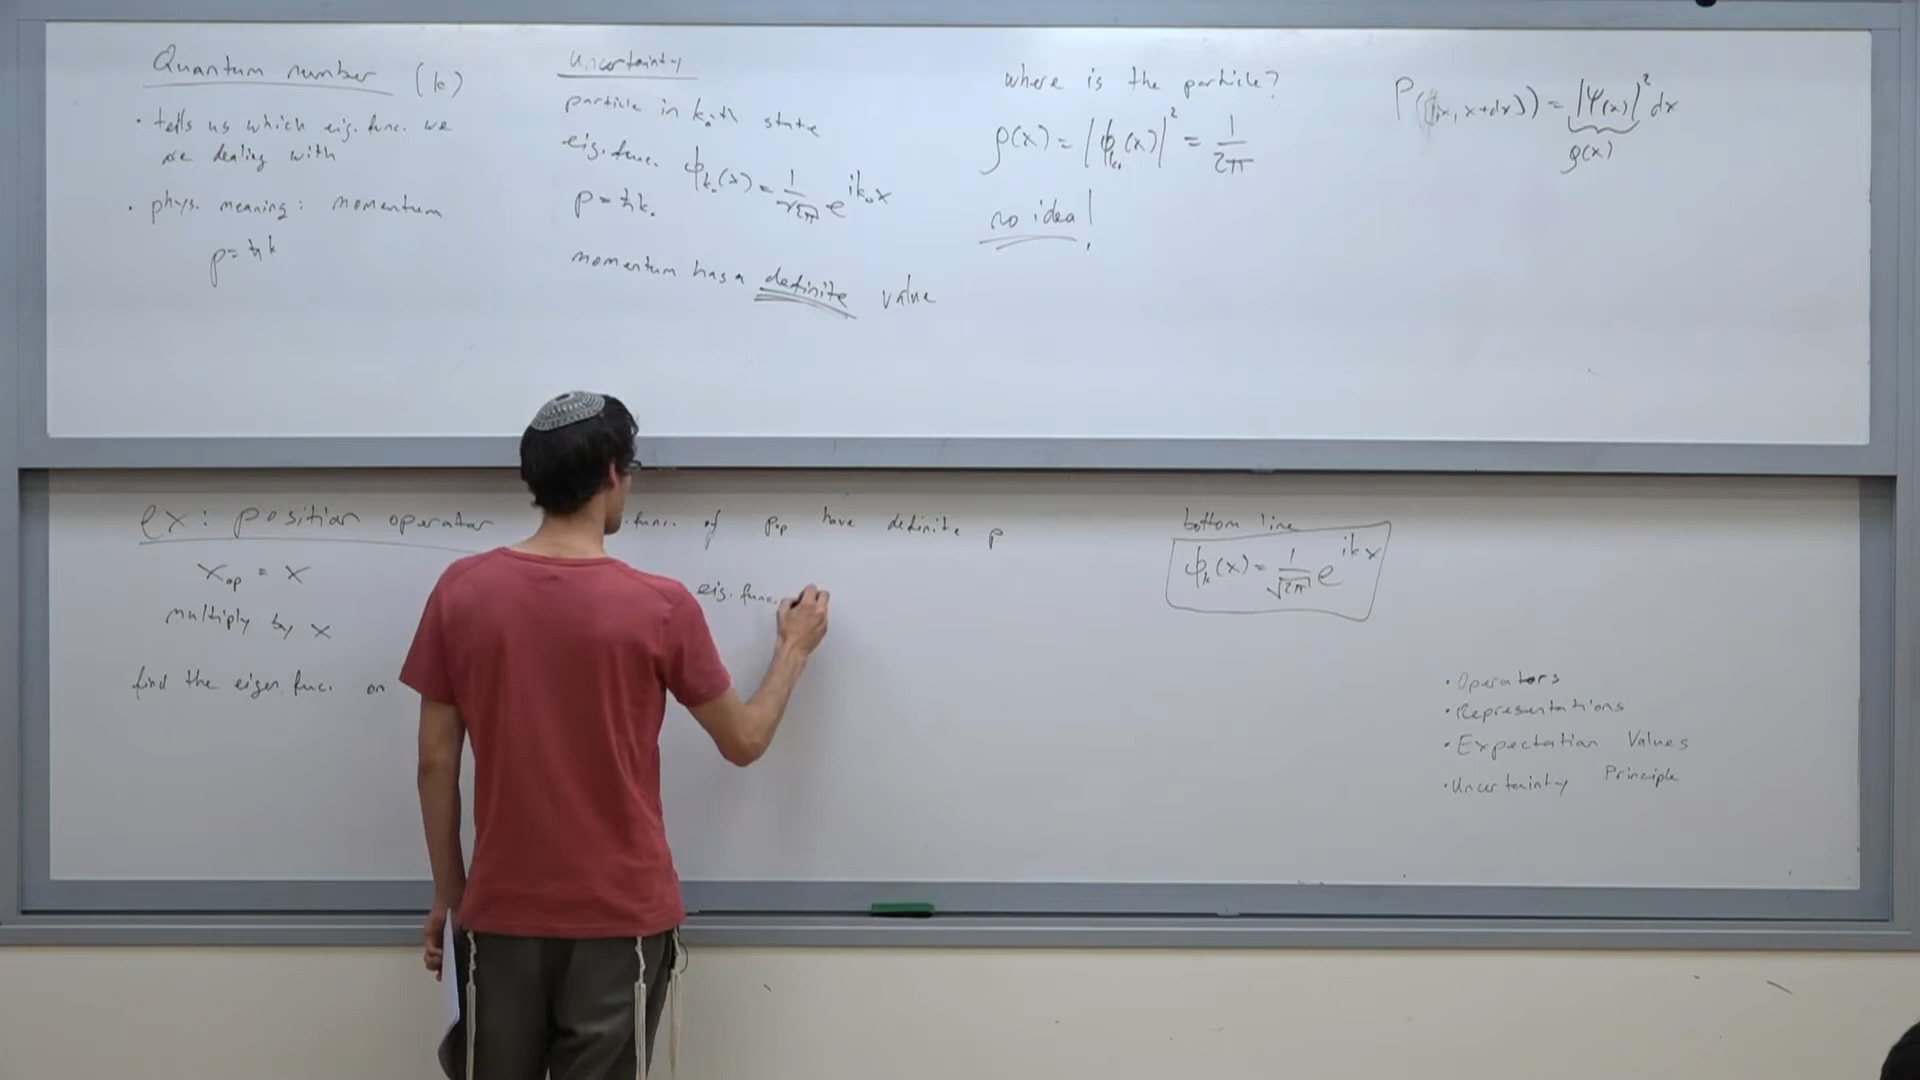 Quantum number (k)
• tells us which eig. func. we
are dealing with
• phys. meaning: momentum
p = ħk
Uncertainty
particle in k₀th state
eig. func. ϕₖ₀(x) = 1/√2π e^{ik₀x}
p = ħk₀
momentum has a definite value
where is the particle?
ρ(x) = |ϕₖ₀(x)|² = 1/2π
no idea!
P([x, x+dx]) = |Ψ(x)|² dx
ρ(x)
ex: position operator
x_op = x
multiply by x
find the eigen func. on
func. of p_op have definite p
eig. func.
bottom line
ϕₖ(x) = 1/√2π e^{ikx}
• Operators
• Representations
• Expectation Values
• Uncertainty Principle